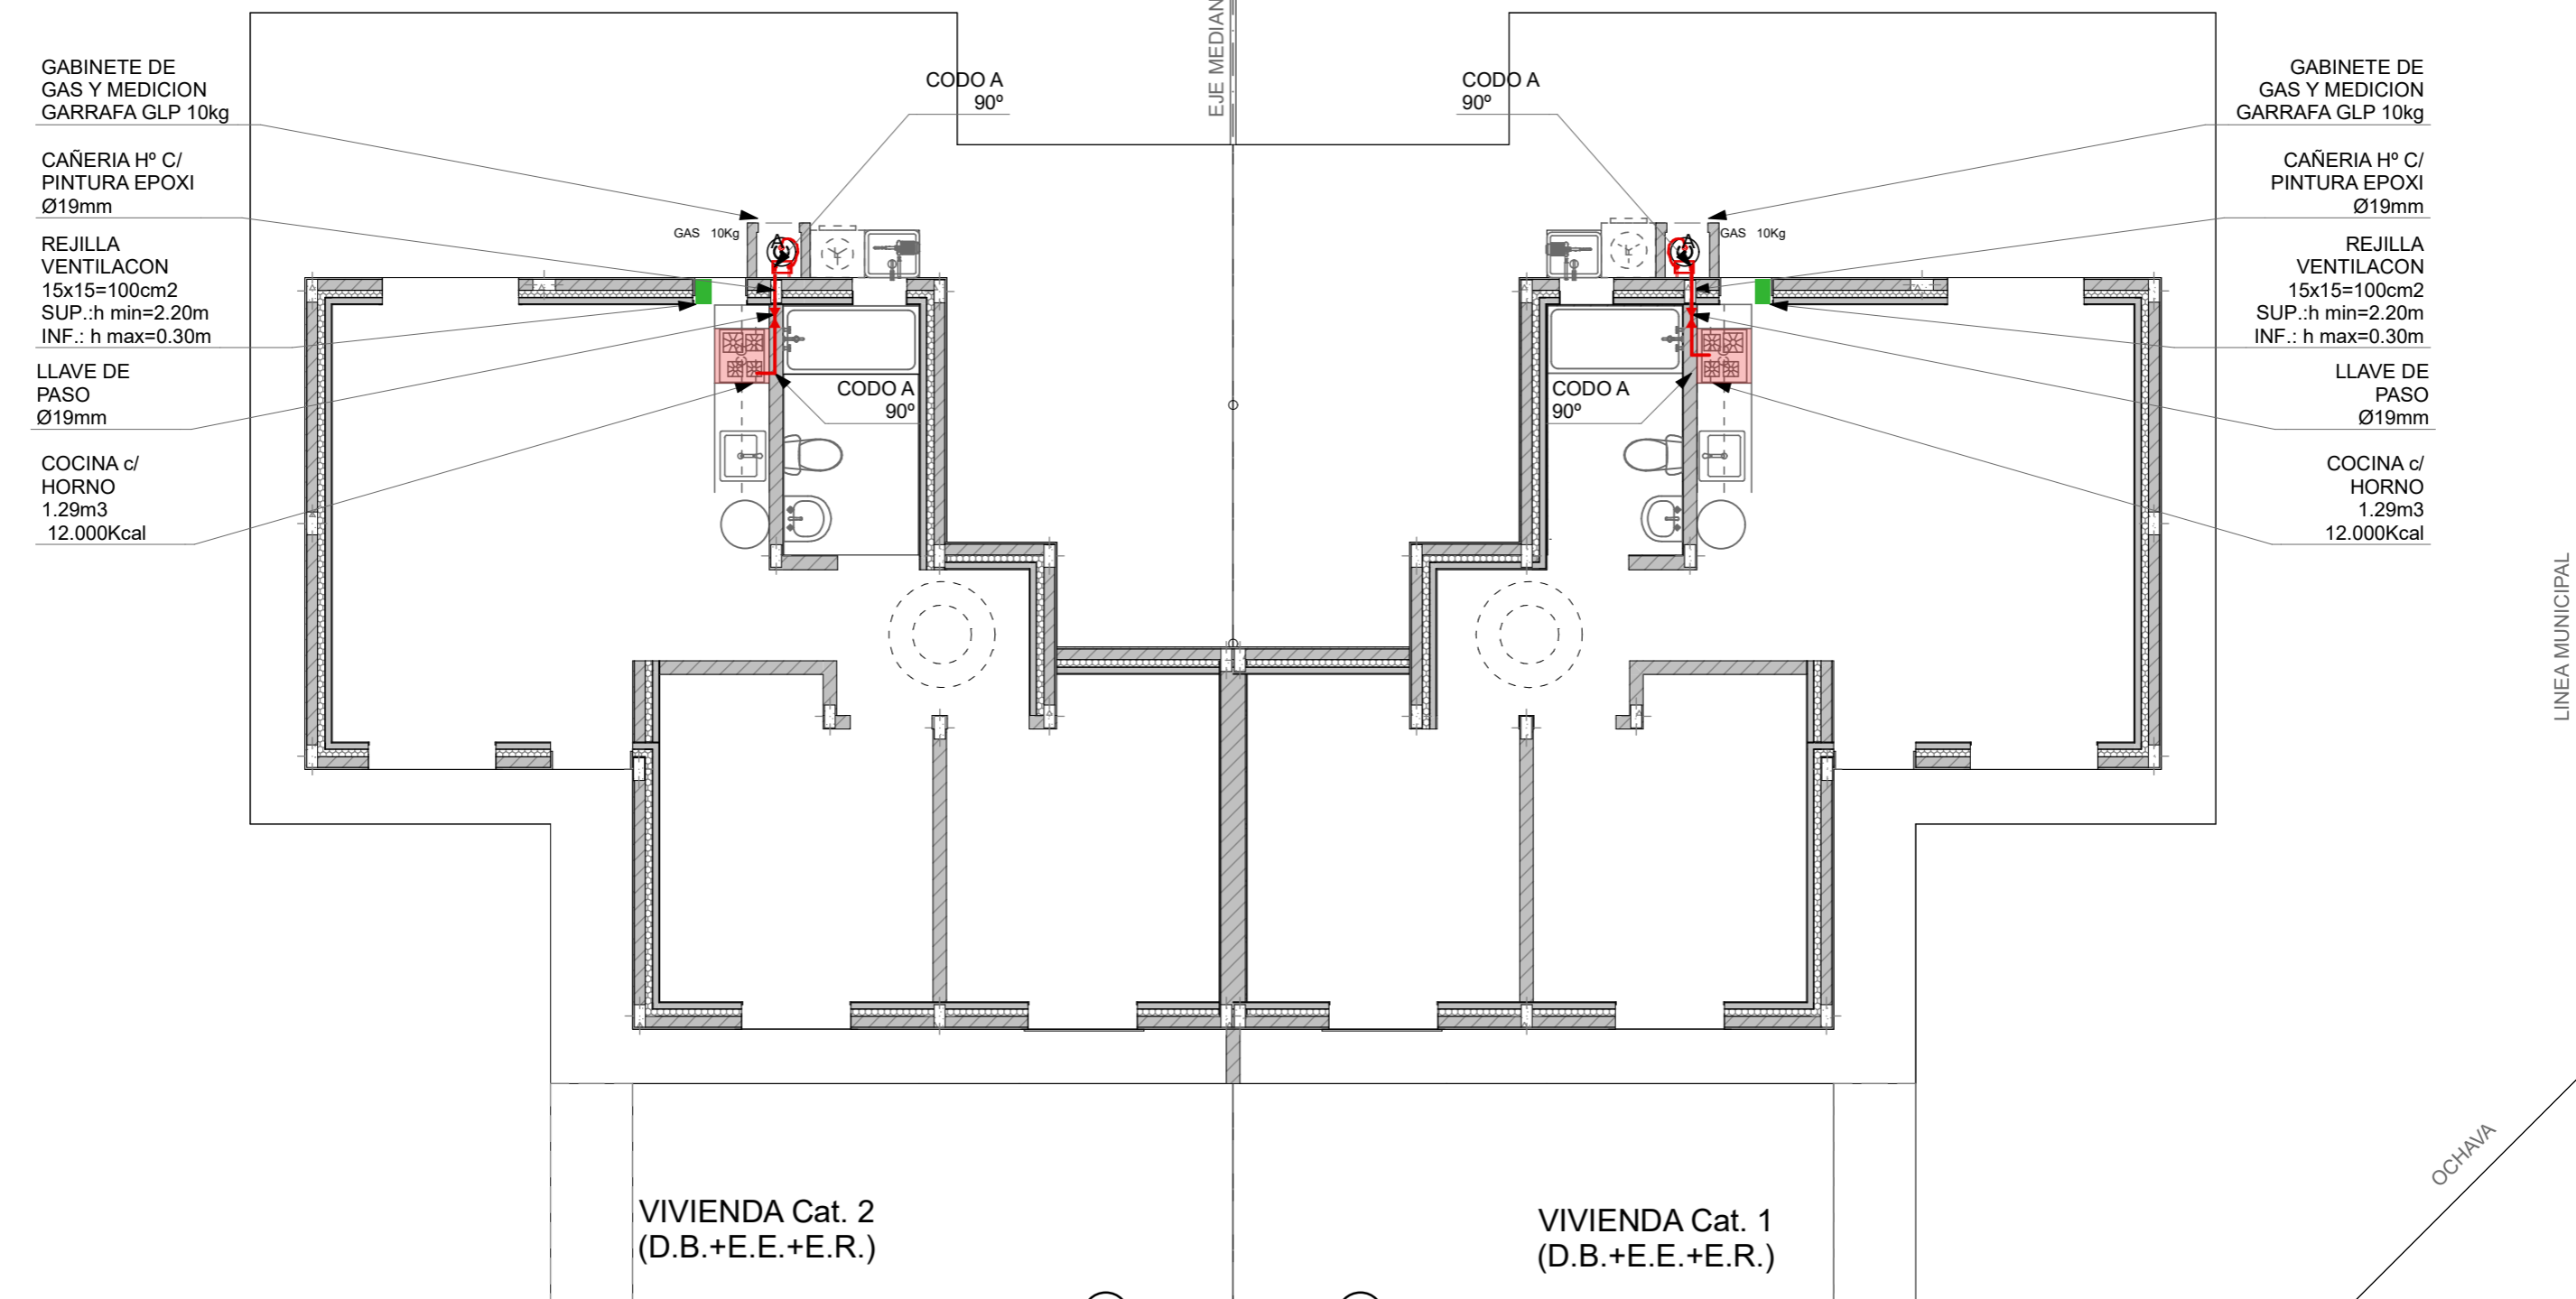 EJE MEDIAN
GABINETE DE
GAS Y MEDICION
GARRAFA GLP 10kg
CAÑERIA Hº C/
PINTURA EPOXI
Ø19mm
REJILLA
VENTILACON
15x15=100cm2
SUP.:h min=2.20m
INF.: h max=0.30m
LLAVE DE
PASO
Ø19mm
COCINA c/
HORNO
1.29m3
12.000Kcal
CODO A
90º
GAS 10Kg
A
CODO A
90º
CODO A
90º
A
GAS 10Kg
CODO A
90º
GABINETE DE
GAS Y MEDICION
GARRAFA GLP 10kg
CAÑERIA Hº C/
PINTURA EPOXI
Ø19mm
REJILLA
VENTILACON
15x15=100cm2
SUP.:h min=2.20m
INF.: h max=0.30m
LLAVE DE
PASO
Ø19mm
COCINA c/
HORNO
1.29m3
12.000Kcal
LINEA MUNICIPAL
OCHAVA
VIVIENDA Cat. 2
(D.B.+E.E.+E.R.)
VIVIENDA Cat. 1
(D.B.+E.E.+E.R.)